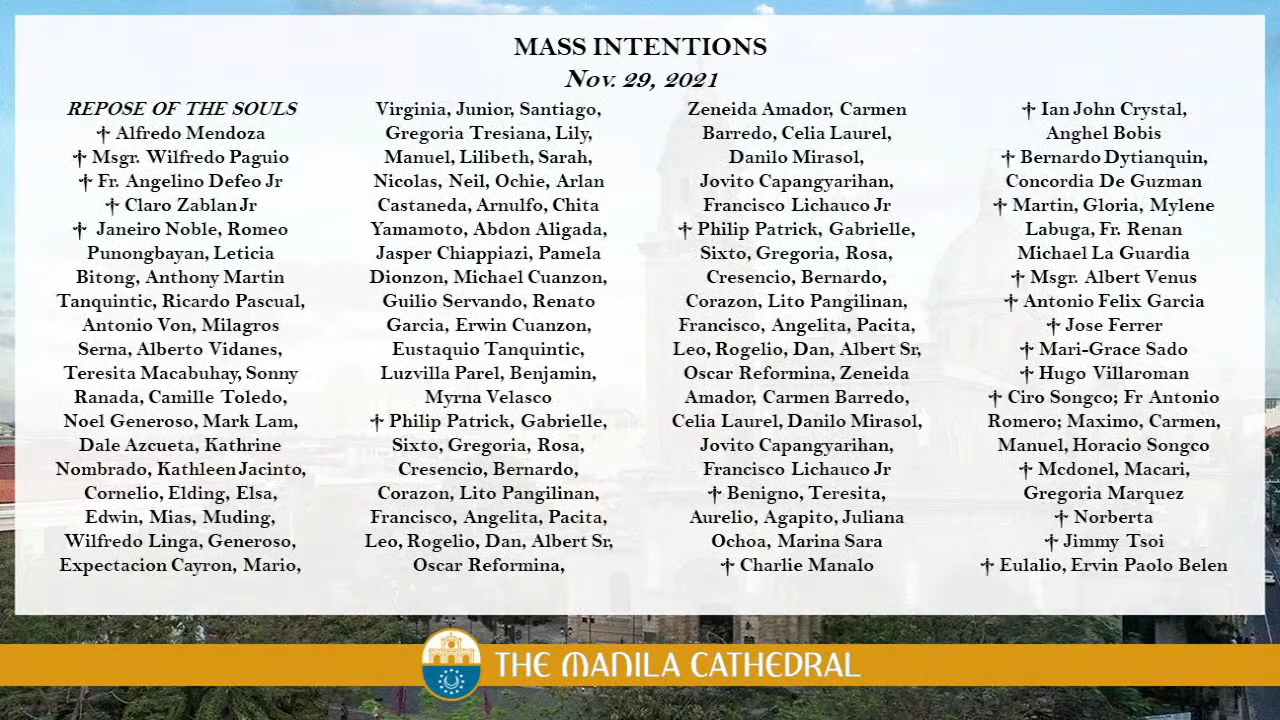 MASS INTENTIONS
Nov. 29, 2021
REPOSE OF THE SOULS
✝ Alfredo Mendoza
✝ Msgr. Wilfredo Paguio
✝ Fr. Angelino Defeo Jr
✝ Claro Zablan Jr
✝ Janeiro Noble, Romeo
Punongbayan, Leticia
Bitong, Anthony Martin
Tanquintic, Ricardo Pascual,
Antonio Von, Milagros
Serna, Alberto Vidanes,
Teresita Macabuhay, Sonny
Ranada, Camille Toledo,
Noel Generoso, Mark Lam,
Dale Azcueta, Kathrine
Nombrado, Kathleen Jacinto,
Cornelio, Elding, Elsa,
Edwin, Mias, Muding,
Wilfredo Linga, Generoso,
Expectacion Cayron, Mario,
Virginia, Junior, Santiago,
Gregoria Tresiana, Lily,
Manuel, Lilibeth, Sarah,
Nicolas, Neil, Ochie, Arlan
Castaneda, Arnulfo, Chita
Yamamoto, Abdon Aligada,
Jasper Chiappiazi, Pamela
Dionzon, Michael Cuanzon,
Guilio Servando, Renato
Garcia, Erwin Cuanzon,
Eustaquio Tanquintic,
Luzvilla Parel, Benjamin,
Myrna Velasco
✝ Philip Patrick, Gabrielle,
Sixto, Gregoria, Rosa,
Cresencio, Bernardo,
Corazon, Lito Pangilinan,
Francisco, Angelita, Pacita,
Leo, Rogelio, Dan, Albert Sr,
Oscar Reformina,
Zeneida Amador, Carmen
Barredo, Celia Laurel,
Danilo Mirasol,
Jovito Capangyarihan,
Francisco Lichauco Jr
✝ Philip Patrick, Gabrielle,
Sixto, Gregoria, Rosa,
Cresencio, Bernardo,
Corazon, Lito Pangilinan,
Francisco, Angelita, Pacita,
Leo, Rogelio, Dan, Albert Sr,
Oscar Reformina, Zeneida
Amador, Carmen Barredo,
Celia Laurel, Danilo Mirasol,
Jovito Capangyarihan,
Francisco Lichauco Jr
✝ Benigno, Teresita,
Aurelio, Agapito, Juliana
Ochoa, Marina Sara
✝ Charlie Manalo
✝ Ian John Crystal,
Anghel Bobis
✝ Bernardo Dytianquin,
Concordia De Guzman
✝ Martin, Gloria, Mylene
Labuga, Fr. Renan
Michael La Guardia
✝ Msgr. Albert Venus
✝ Antonio Felix Garcia
✝ Jose Ferrer
✝ Mari-Grace Sado
✝ Hugo Villaroman
✝ Ciro Songco; Fr Antonio
Romero; Maximo, Carmen,
Manuel, Horacio Songco
✝ Mcdonel, Macari,
Gregoria Marquez
✝ Norberta
✝ Jimmy Tsoi
✝ Eulalio, Ervin Paolo Belen
THE MANILA CATHEDRAL